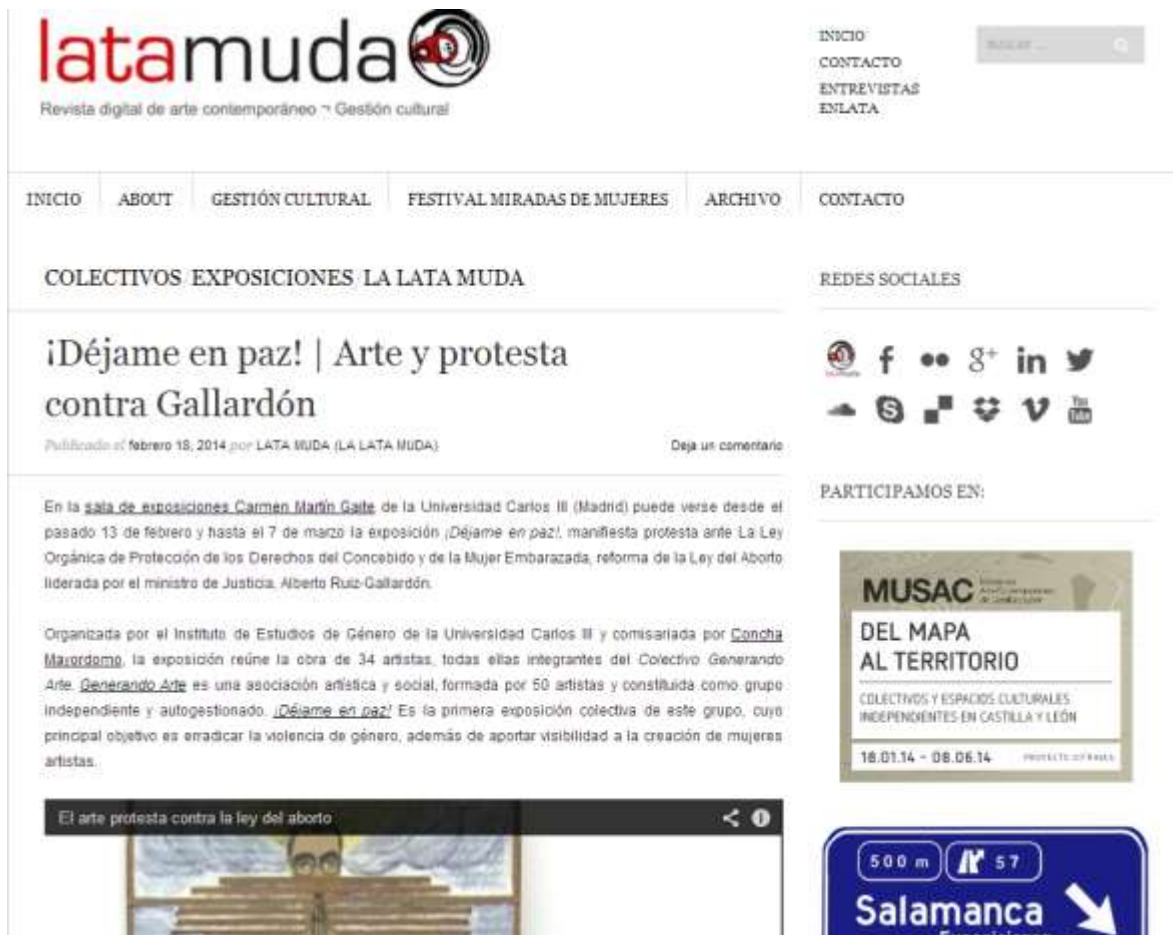 latamuda
Revista digital de arte contemporáneo ¬ Gestión cultural
INICIO
CONTACTO
ENTREVISTAS
ENLATA
INICIO
ABOUT
GESTIÓN CULTURAL
FESTIVAL MIRADAS DE MUJERES
ARCHIVO
CONTACTO
COLECTIVOS/EXPOSICIONES/LA LATA MUDA
¡Déjame en paz! | Arte y protesta
contra Gallardón
Publicado el febrero 18, 2014 por LATA MUDA (LA LATA MUDA)
Deja un comentario
En la sala de exposiciones Carmen Martín Gaite de la Universidad Carlos III (Madrid) puede verse desde el
pasado 13 de febrero y hasta el 7 de marzo la exposición ¡Déjame en paz!, manifiesta protesta ante La Ley
Orgánica de Protección de los Derechos del Concebido y de la Mujer Embarazada, reforma de la Ley del Aborto
liderada por el ministro de Justicia, Alberto Ruiz-Gallardón.
Organizada por el Instituto de Estudios de Género de la Universidad Carlos III y comisariada por Concha
Mayordomo, la exposición reúne la obra de 34 artistas, todas ellas integrantes del Colectivo Generando
Arte. Generando Arte es una asociación artística y social, formada por 50 artistas y constituida como grupo
independiente y autogestionado. ¡Déjame en paz! Es la primera exposición colectiva de este grupo, cuyo
principal objetivo es erradicar la violencia de género, además de aportar visibilidad a la creación de mujeres
artistas.
El arte protesta contra la ley del aborto
REDES SOCIALES
latamuda f g+ in
You
Tube
PARTICIPAMOS EN:
MUSAC
DEL MAPA
AL TERRITORIO
COLECTIVOS Y ESPACIOS CULTURALES
INDEPENDIENTES EN CASTILLA Y LEÓN
18.01.14 - 08.06.14
500 m 57
Salamanca